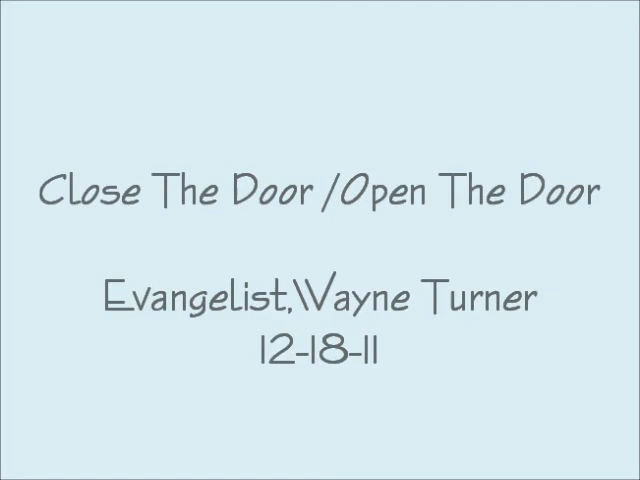 Close The Door /Open The Door
Evangelist,Wayne Turner
12-18-11